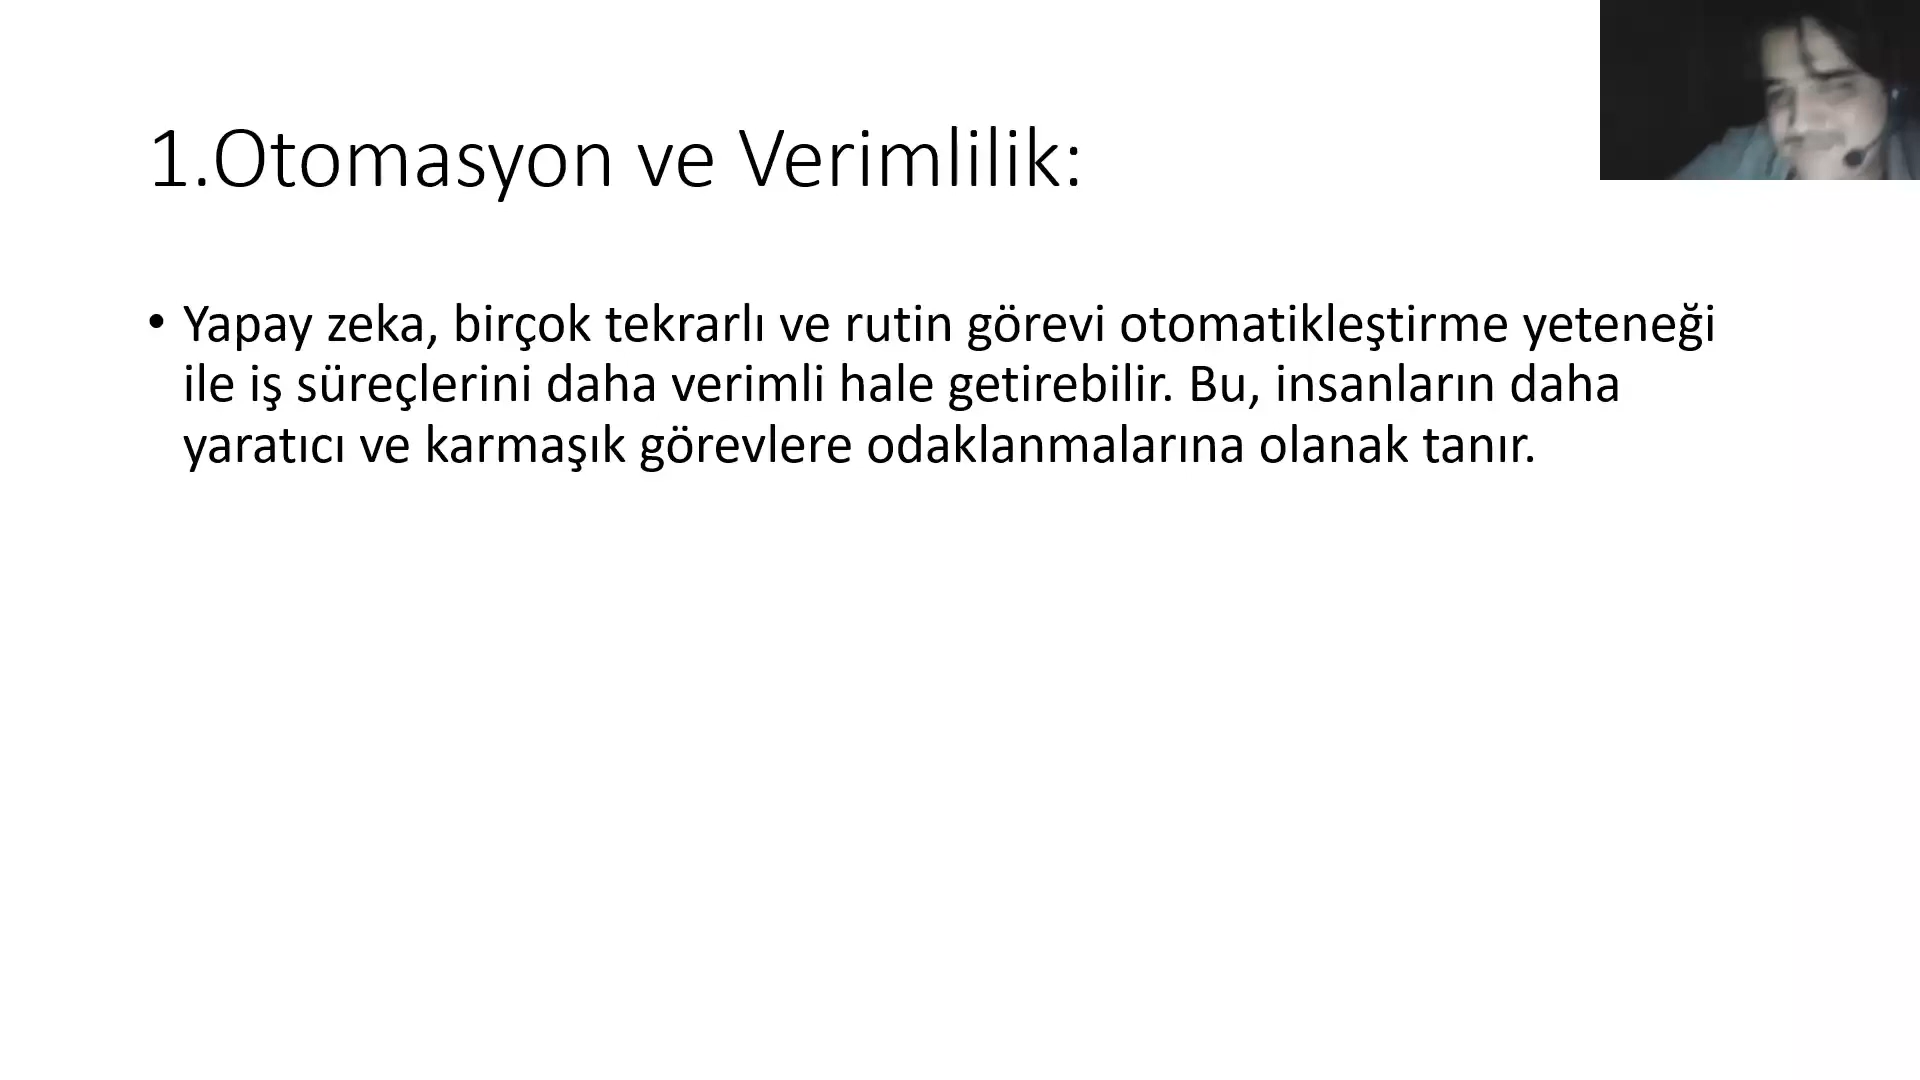 1.Otomasyon ve Verimlilik:
• Yapay zeka, birçok tekrarlı ve rutin görevi otomatikleştirme yeteneği
ile iş süreçlerini daha verimli hale getirebilir. Bu, insanların daha
yaratıcı ve karmaşık görevlere odaklanmalarına olanak tanır.